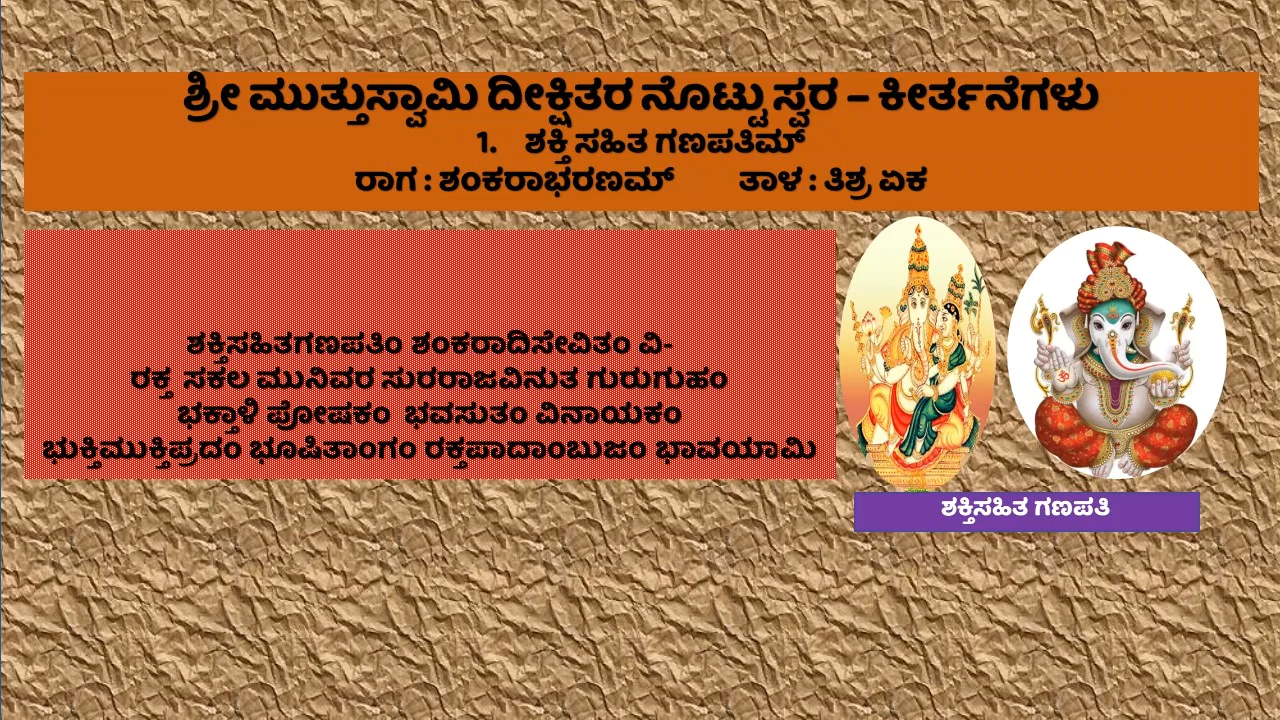 ಶ್ರೀ ಮುತ್ತುಸ್ವಾಮಿ ದೀಕ್ಷಿತರ ನೊಟ್ಟುಸ್ವರ – ಕೀರ್ತನೆಗಳು
1. ಶಕ್ತಿ ಸಹಿತ ಗಣಪತಿಮ್
ರಾಗ : ಶಂಕರಾಭರಣಮ್ ತಾಳ : ತಿಶ್ರ ಏಕ
ಶಕ್ತಿಸಹಿತಗಣಪತಿಂ ಶಂಕರಾದಿಸೇವಿತಂ ವಿ-
ರಕ್ತ ಸಕಲ ಮುನಿವರ ಸುರರಾಜವಿನುತ ಗುರುಗುಹಂ
ಭಕ್ತಾಳಿ ಪೋಷಕಂ ಭವಸುತಂ ವಿನಾಯಕಂ
ಭುಕ್ತಿಮುಕ್ತಿಪ್ರದಂ ಭೂಷಿತಾಂಗಂ ರಕ್ತಪಾದಾಂಬುಜಂ ಭಾವಯಾಮಿ
ಶಕ್ತಿಸಹಿತ ಗಣಪತಿ